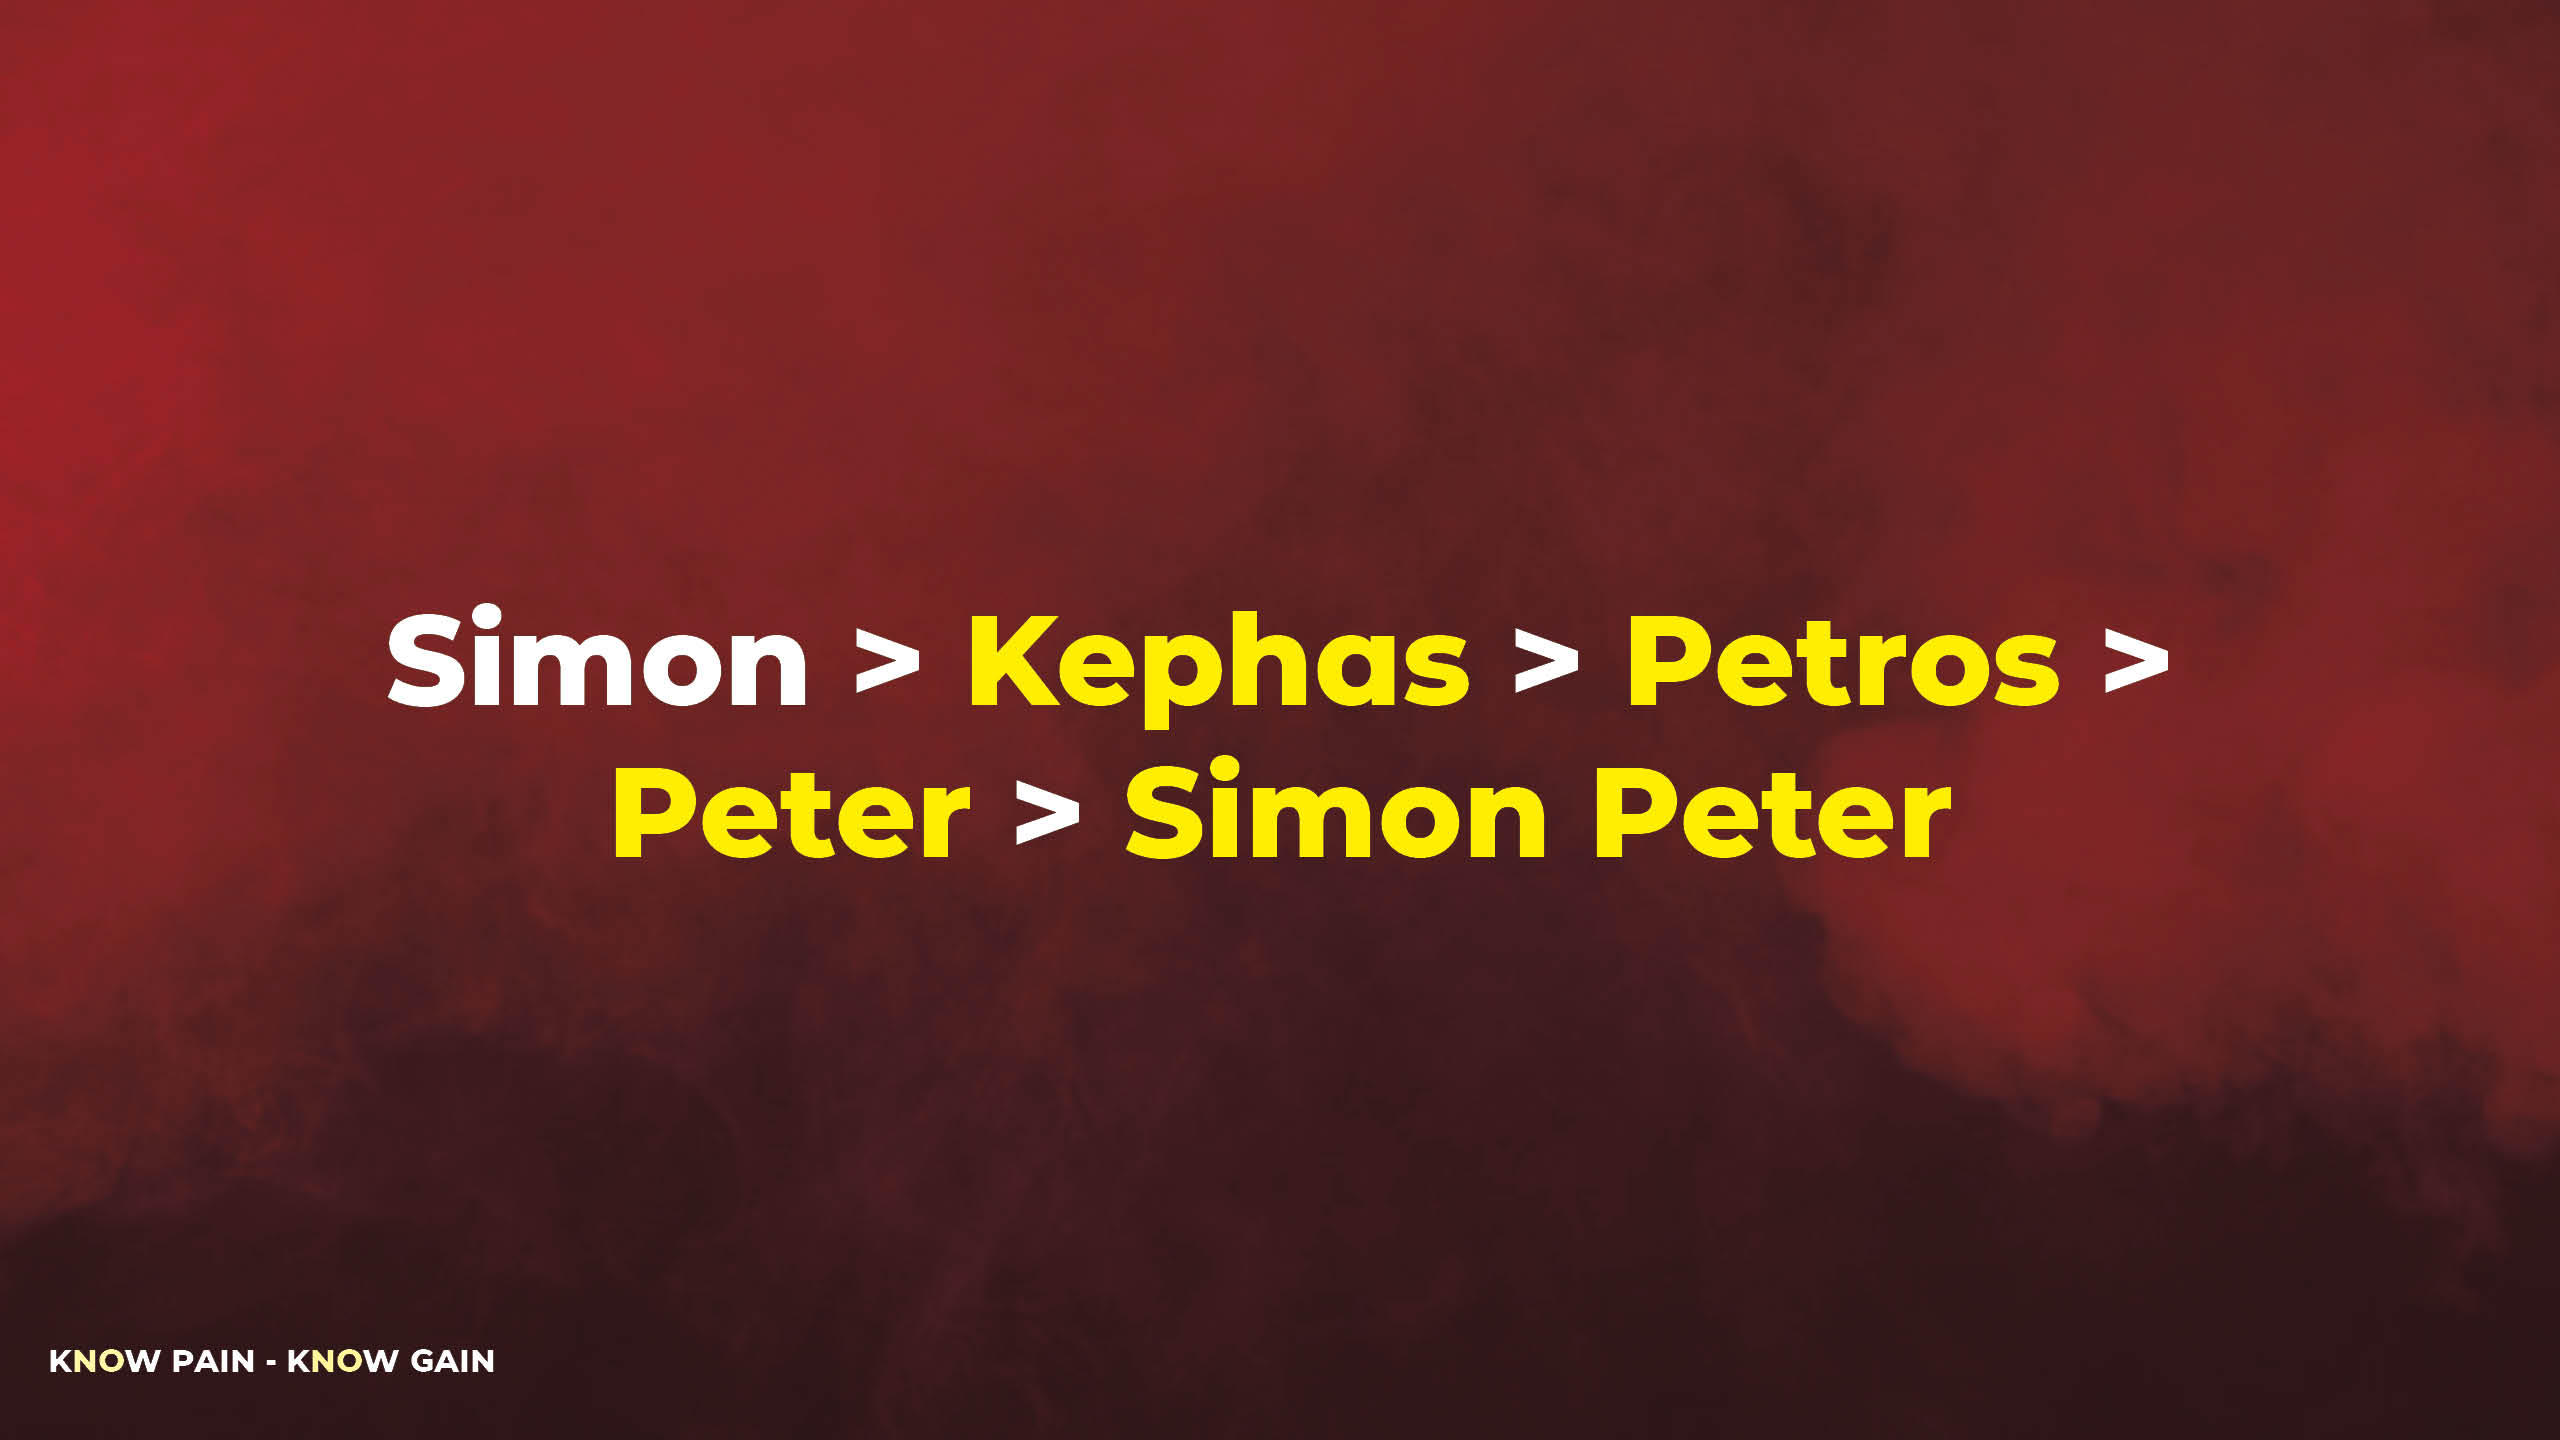 Simon > Kephas > Petros >
Peter > Simon Peter
KNOW PAIN - KNOW GAIN